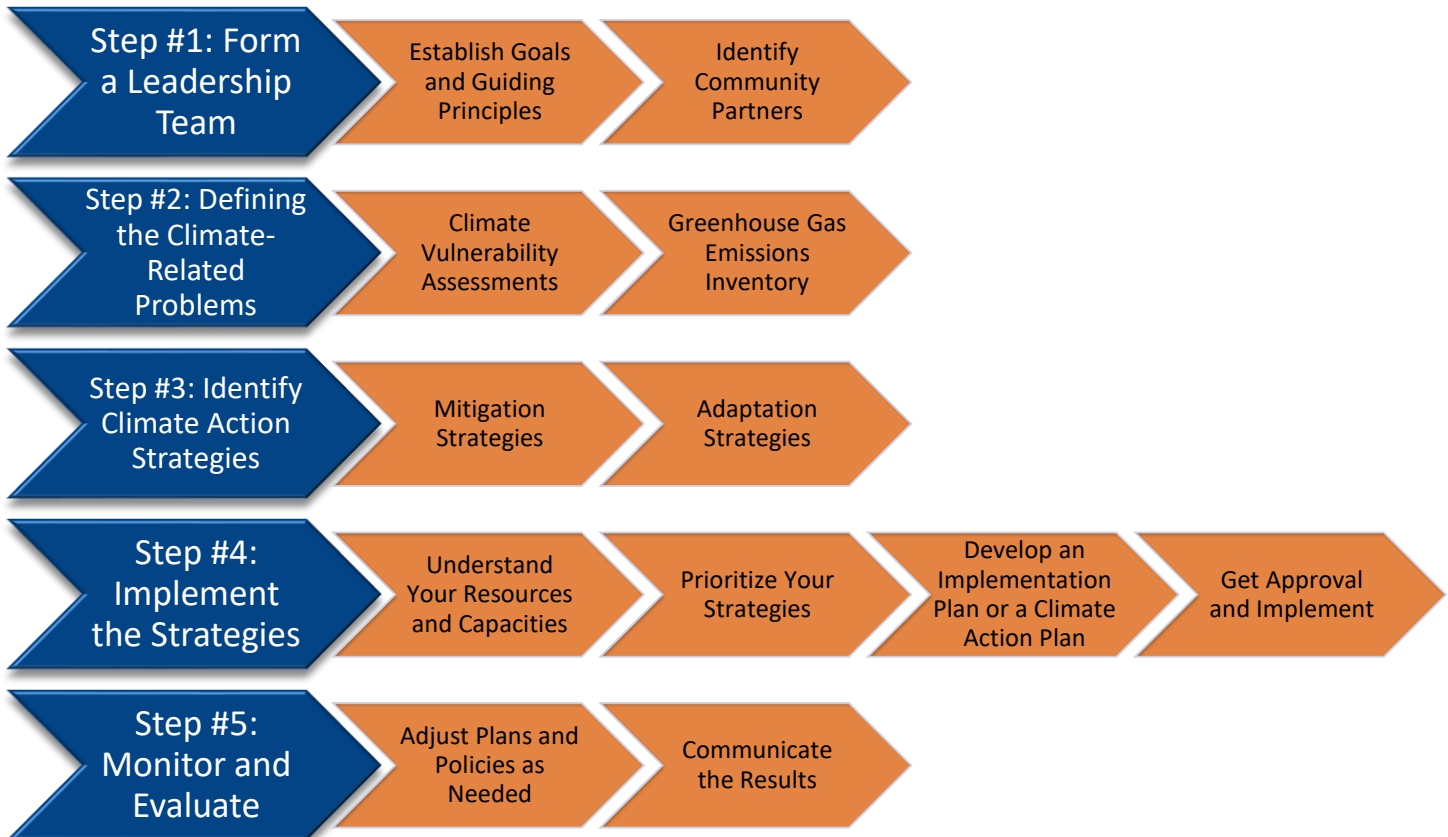 Step #1: Form
a Leadership
Team
Establish Goals
and Guiding
Principles
Identify
Community
Partners
Step #2: Defining
the Climate-
Related
Problems
Climate
Vulnerability
Assessments
Greenhouse Gas
Emissions
Inventory
Step #3: Identify
Climate Action
Strategies
Mitigation
Strategies
Adaptation
Strategies
Step #4:
Implement
the Strategies
Understand
Your Resources
and Capacities
Prioritize Your
Strategies
Develop an
Implementation
Plan or a Climate
Action Plan
Get Approval
and Implement
Step #5:
Monitor and
Evaluate
Adjust Plans and
Policies as
Needed
Communicate
the Results